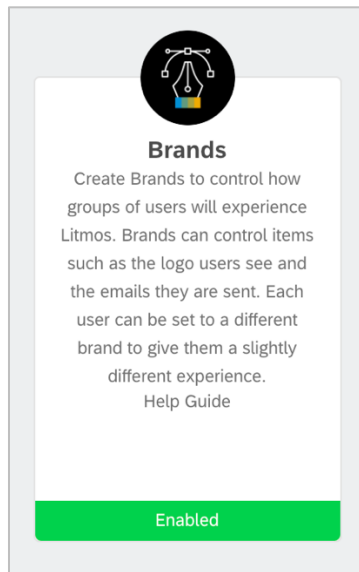 Brands
Create Brands to control how
groups of users will experience
Litmos. Brands can control items
such as the logo users see and
the emails they are sent. Each
user can be set to a different
brand to give them a slightly
different experience.
Help Guide
Enabled